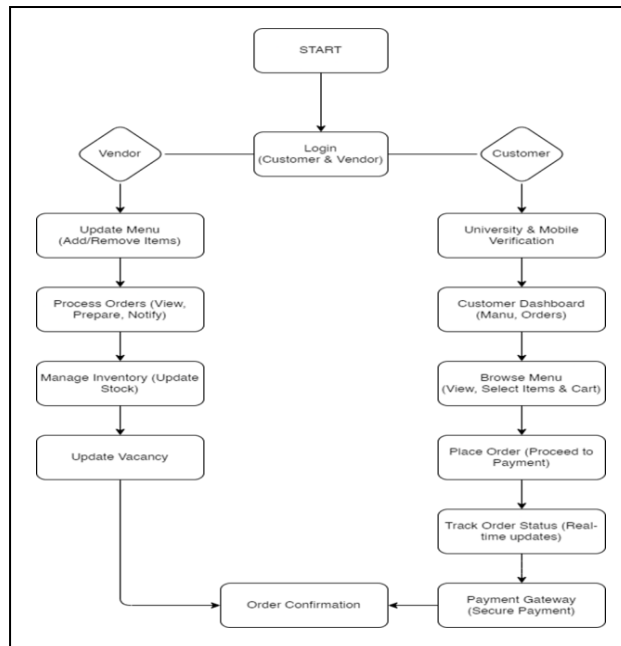 START
Vendor
Login
(Customer & Vendor)
Customer
Update Menu
(Add/Remove Items)
University & Mobile
Verification
Process Orders (View,
Prepare, Notify)
Customer Dashboard
(Manu, Orders)
Manage Inventory (Update
Stock)
Browse Menu
(View, Select Items & Cart)
Update Vacancy
Place Order (Proceed to
Payment)
Track Order Status (Real-
time updates)
Order Confirmation
Payment Gateway
(Secure Payment)